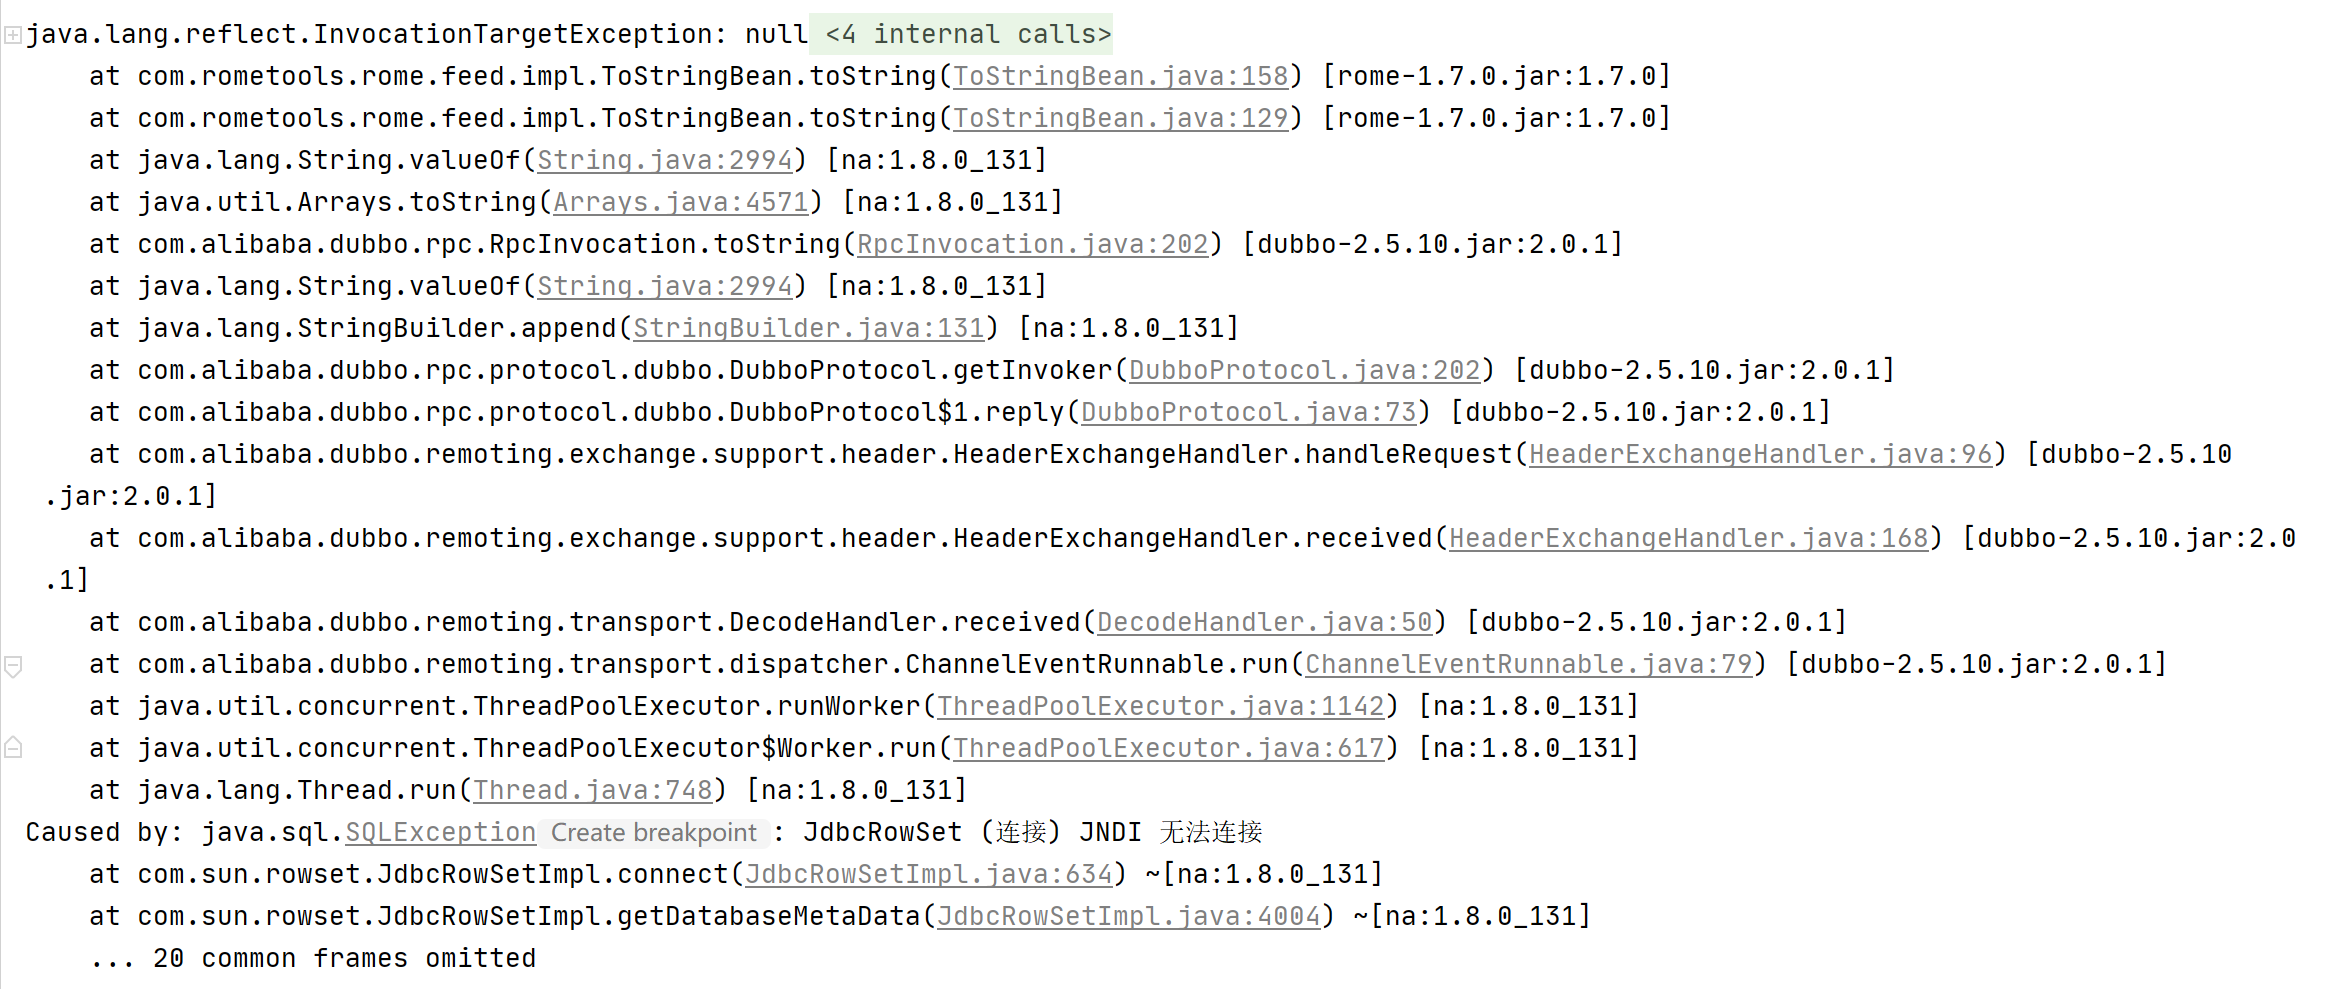 java.lang.reflect.InvocationTargetException: null <4 internal calls>
at com.rometools.rome.feed.impl.ToStringBean.toString(ToStringBean.java:158) [rome-1.7.0.jar:1.7.0]
at com.rometools.rome.feed.impl.ToStringBean.toString(ToStringBean.java:129) [rome-1.7.0.jar:1.7.0]
at java.lang.String.valueOf(String.java:2994) [na:1.8.0_131]
at java.util.Arrays.toString(Arrays.java:4571) [na:1.8.0_131]
at com.alibaba.dubbo.rpc.RpcInvocation.toString(RpcInvocation.java:202) [dubbo-2.5.10.jar:2.0.1]
at java.lang.String.valueOf(String.java:2994) [na:1.8.0_131]
at java.lang.StringBuilder.append(StringBuilder.java:131) [na:1.8.0_131]
at com.alibaba.dubbo.rpc.protocol.dubbo.DubboProtocol.getInvoker(DubboProtocol.java:202) [dubbo-2.5.10.jar:2.0.1]
at com.alibaba.dubbo.rpc.protocol.dubbo.DubboProtocol$1.reply(DubboProtocol.java:73) [dubbo-2.5.10.jar:2.0.1]
at com.alibaba.dubbo.remoting.exchange.support.header.HeaderExchangeHandler.handleRequest(HeaderExchangeHandler.java:96) [dubbo-2.5.10
.jar:2.0.1]
at com.alibaba.dubbo.remoting.exchange.support.header.HeaderExchangeHandler.received(HeaderExchangeHandler.java:168) [dubbo-2.5.10.jar:2.0
.1]
at com.alibaba.dubbo.remoting.transport.DecodeHandler.received(DecodeHandler.java:50) [dubbo-2.5.10.jar:2.0.1]
at com.alibaba.dubbo.remoting.transport.dispatcher.ChannelEventRunnable.run(ChannelEventRunnable.java:79) [dubbo-2.5.10.jar:2.0.1]
at java.util.concurrent.ThreadPoolExecutor.runWorker(ThreadPoolExecutor.java:1142) [na:1.8.0_131]
at java.util.concurrent.ThreadPoolExecutor$Worker.run(ThreadPoolExecutor.java:617) [na:1.8.0_131]
at java.lang.Thread.run(Thread.java:748) [na:1.8.0_131]
Caused by: java.sql.SQLException Create breakpoint : JdbcRowSet (连接) JNDI 无法连接
at com.sun.rowset.JdbcRowSetImpl.connect(JdbcRowSetImpl.java:634) ~[na:1.8.0_131]
at com.sun.rowset.JdbcRowSetImpl.getDatabaseMetaData(JdbcRowSetImpl.java:4004) ~[na:1.8.0_131]
... 20 common frames omitted